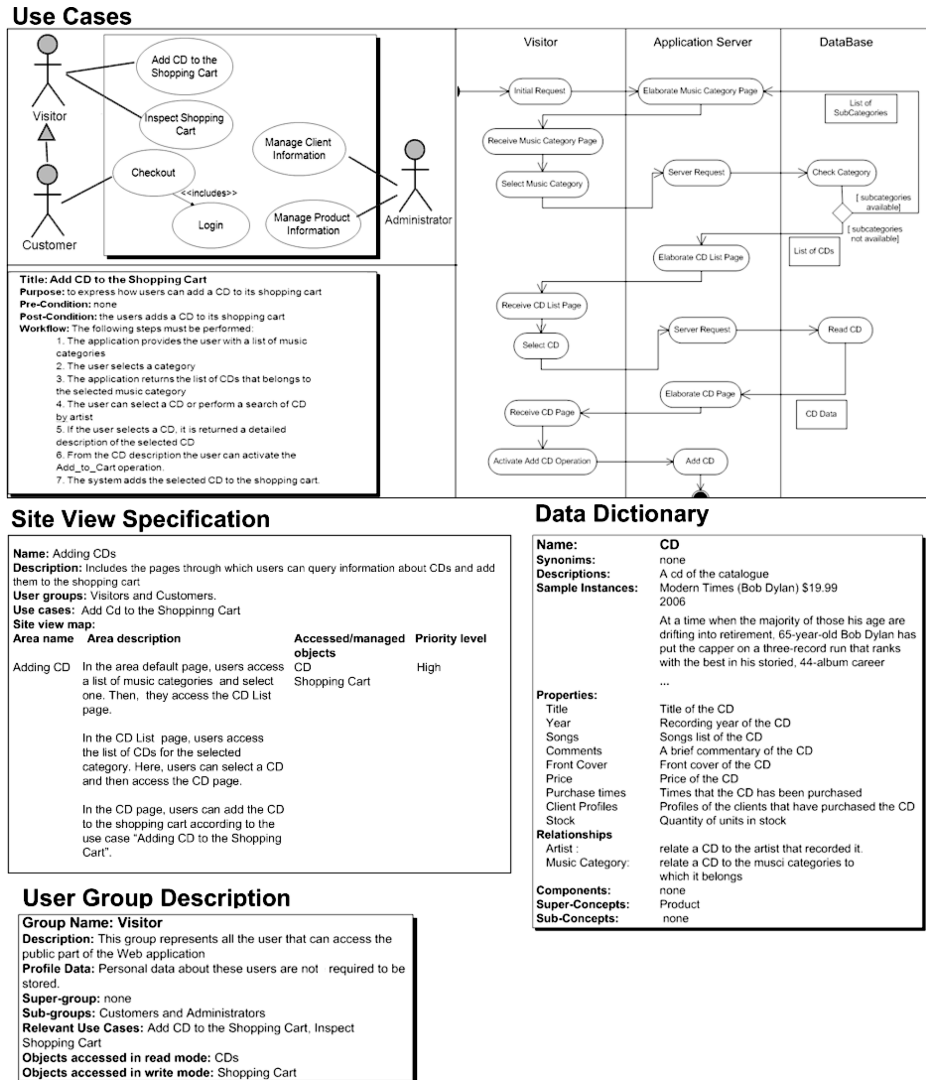 Use Cases
Add CD to the
Shopping Cart
Visitor
Inspect Shopping
Cart
Manage Client
Information
Checkout
<<includes>>
Login
Manage Product
Information
Customer
Administrator
Visitor
Application Server
DataBase
Initial Request
Elaborate Music Category Page
List of
SubCategories
Receive Music Category Page
Select Music Category
Server Request
Check Category
[ subcategories
available]
[ subcategories
not available]
Elaborate CD List Page
List of CDs
Receive CD List Page
Select CD
Server Request
Read CD
Elaborate CD Page
Receive CD Page
CD Data
Activate Add CD Operation
Add CD
Title: Add CD to the Shopping Cart
Purpose: to express how users can add a CD to its shopping cart
Pre-Condition: none
Post-Condition: the users adds a CD to its shopping cart
Workflow: The following steps must be performed:
1. The application provides the user with a list of music
categories
2. The user selects a category
3. The application returns the list of CDs that belongs to
the selected music category
4. The user can select a CD or perform a search of CD
by artist
5. If the user selects a CD, it is returned a detailed
description of the selected CD
6. From the CD description the user can activate the
Add_to_Cart operation.
7. The system adds the selected CD to the shopping cart.
Site View Specification
Name: Adding CDs
Description: Includes the pages through which users can query information about CDs and add
them to the shopping cart
User groups: Visitors and Customers.
Use cases: Add Cd to the Shoppinng Cart
Site view map:
Area name Area description Accessed/managed objects Priority level
Adding CD In the area default page, users access CD High
a list of music categories and select Shopping Cart
one. Then, they access the CD List
page.
In the CD List page, users access
the list of CDs for the selected
category. Here, users can select a CD
and then access the CD page.
In the CD page, users can add the CD
to the shopping cart according to the
use case "Adding CD to the Shopping
Cart".
Data Dictionary
Name: CD
Synonims: none
Descriptions: A cd of the catalogue
Sample Instances: Modern Times (Bob Dylan) $19.99
2006
At a time when the majority of those his age are
drifting into retirement, 65-year-old Bob Dylan has
put the capper on a three-record run that ranks
with the best in his storied, 44-album career
...
Properties:
Title Title of the CD
Year Recording year of the CD
Songs Songs list of the CD
Comments A brief commentary of the CD
Front Cover Front cover of the CD
Price Price of the CD
Purchase times Times that the CD has been purchased
Client Profiles Profiles of the clients that have purchased the CD
Stock Quantity of units in stock
Relationships
Artist : relate a CD to the artist that recorded it.
Music Category: relate a CD to the musci categories to
which it belongs
Components: none
Super-Concepts: Product
Sub-Concepts: none
User Group Description
Group Name: Visitor
Description: This group represents all the user that can access the
public part of the Web application
Profile Data: Personal data about these users are not required to be
stored.
Super-group: none
Sub-groups: Customers and Administrators
Relevant Use Cases: Add CD to the Shopping Cart, Inspect
Shopping Cart
Objects accessed in read mode: CDs
Objects accessed in write mode: Shopping Cart